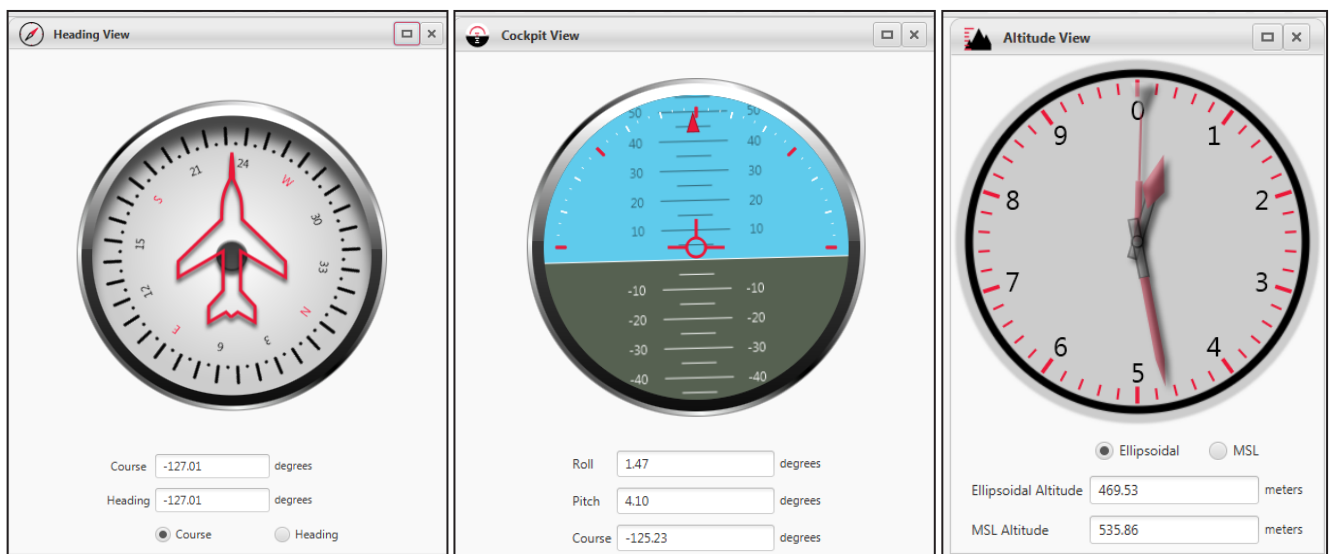 Heading View
21
24
W
S
30
15
33
12
N
E
6
3
Course -127.01 degrees
Heading -127.01 degrees
Course Heading
Cockpit View
50 50
40 40
30 30
20 20
10 10
-10 -10
-20 -20
-30 -30
-40 -40
Roll 1.47 degrees
Pitch 4.10 degrees
Course -125.23 degrees
Altitude View
0
9 1
8 2
7 3
6 4
5
Ellipsoidal MSL
Ellipsoidal Altitude 469.53 meters
MSL Altitude 535.86 meters